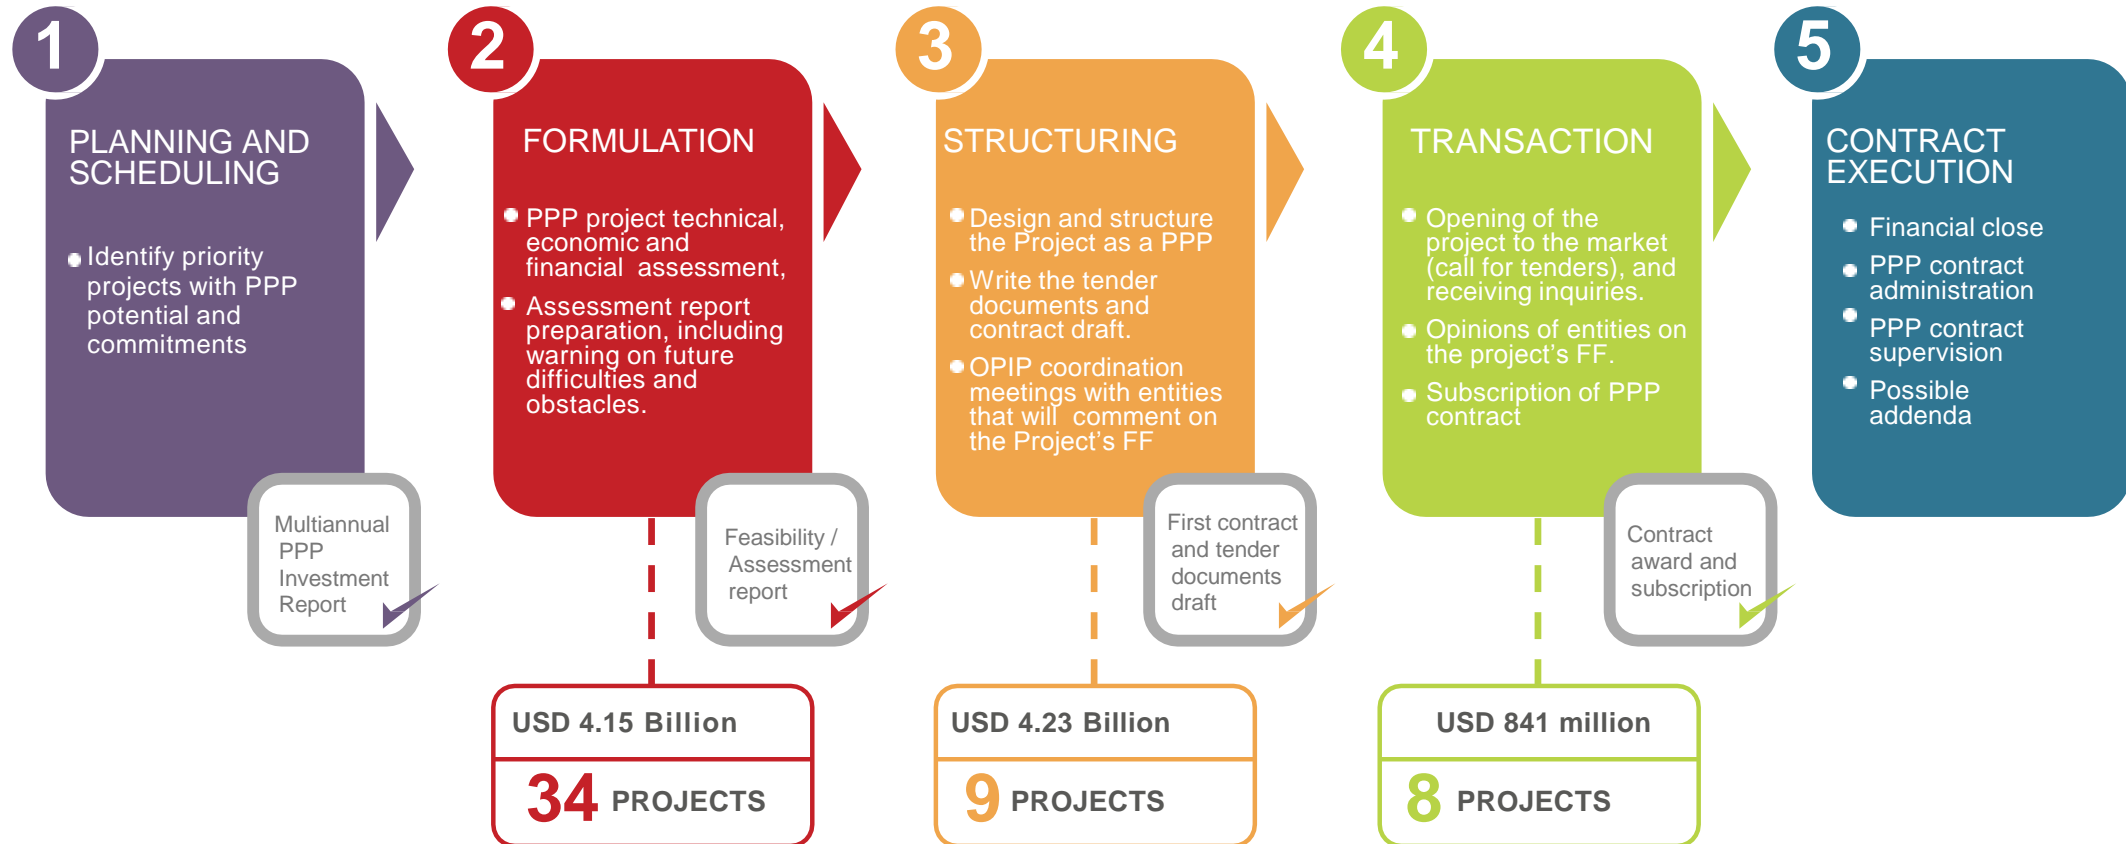 1
PLANNING AND
SCHEDULING
Identify priority
projects with PPP
potential and
commitments
Multiannual
PPP
Investment
Report
2
FORMULATION
PPP project technical,
economic and
financial assessment,
Assessment report
preparation, including
warning on future
difficulties and
obstacles.
Feasibility /
Assessment
report
USD 4.15 Billion
34 PROJECTS
3
STRUCTURING
Design and structure
the Project as a PPP
Write the tender
documents and
contract draft.
OPIP coordination
meetings with entities
that will comment on
the Project's FF
First contract
and tender
documents
draft
USD 4.23 Billion
9 PROJECTS
4
TRANSACTION
Opening of the
project to the market
(call for tenders), and
receiving inquiries.
Opinions of entities on
the project's FF.
Subscription of PPP
contract
Contract
award and
subscription
USD 841 million
8 PROJECTS
5
CONTRACT
EXECUTION
Financial close
PPP contract
administration
PPP contract
supervision
Possible
addenda